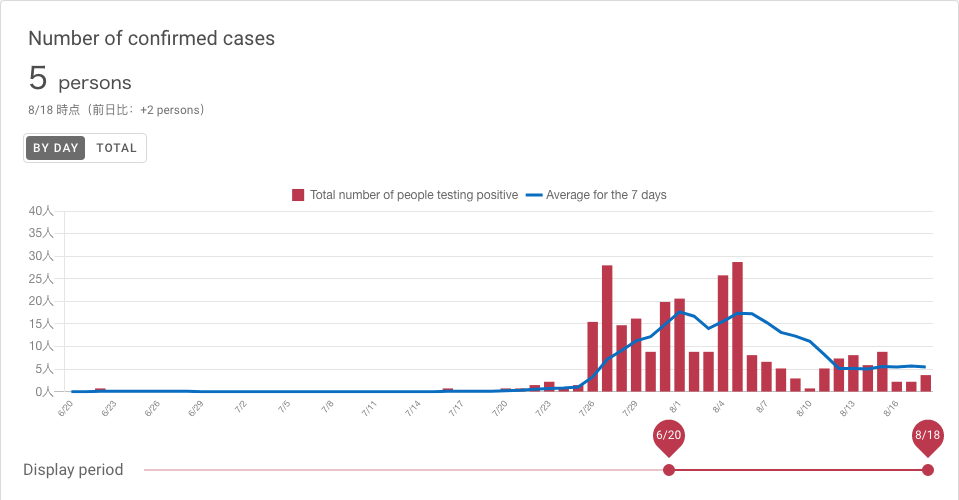 Number of confirmed cases
5 persons
8/18 時点（前日比：+2 persons）
BY DAY TOTAL
Total number of people testing positive Average for the 7 days
40人
35人
30人
25人
20人
15人
10人
5人
0人
6/20 6/23 6/26 6/29 7/2 7/5 7/8 7/11 7/14 7/17 7/20 7/23 7/26 7/29 8/1 8/4 8/7 8/10 8/13 8/16
6/20 8/18
Display period